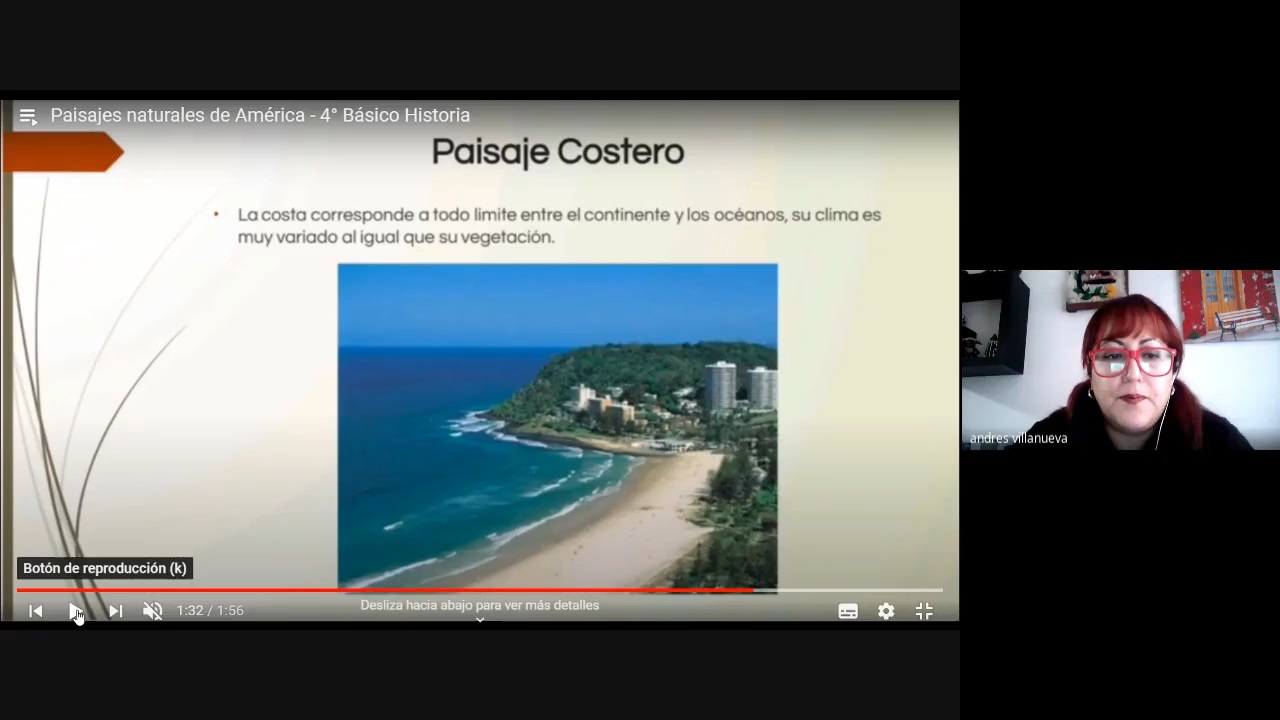 Paisajes naturales de América - 4° Básico Historia
Paisaje Costero
• La costa corresponde a todo limite entre el continente y los océanos, su clima es
muy variado al igual que su vegetación.
andres villanueva
Botón de reproducción (k)
1:32 / 1:56
Desliza hacia abajo para ver más detalles